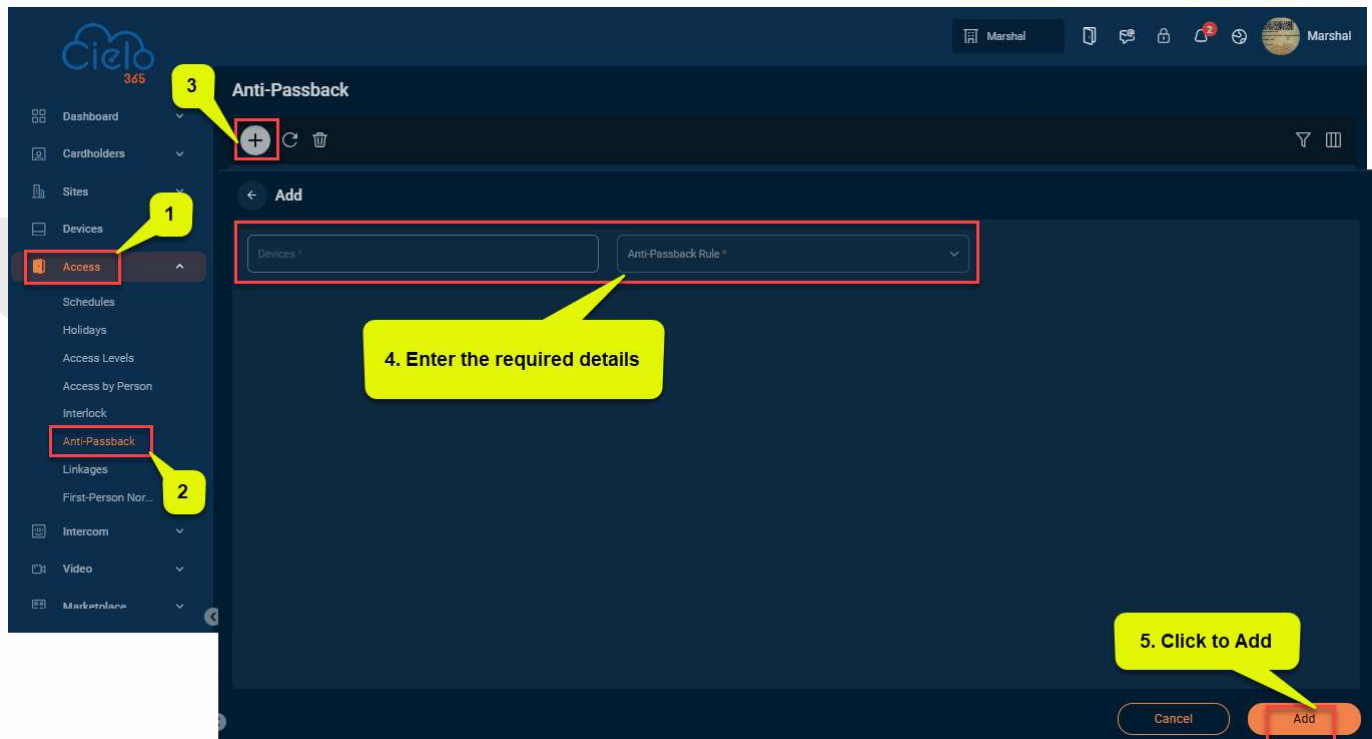 Cielo
365
Marshal
2
Marshal
3
Anti-Passback
Dashboard
Cardholders
Sites
Add
1
Devices
Devices *
Anti-Passback Rule *
Access
Schedules
Holidays
Access Levels
4. Enter the required details
Access by Person
Interlock
Anti-Passback
Linkages
2
First-Person Nor...
Intercom
Video
Marketplace
5. Click to Add
Cancel
Add